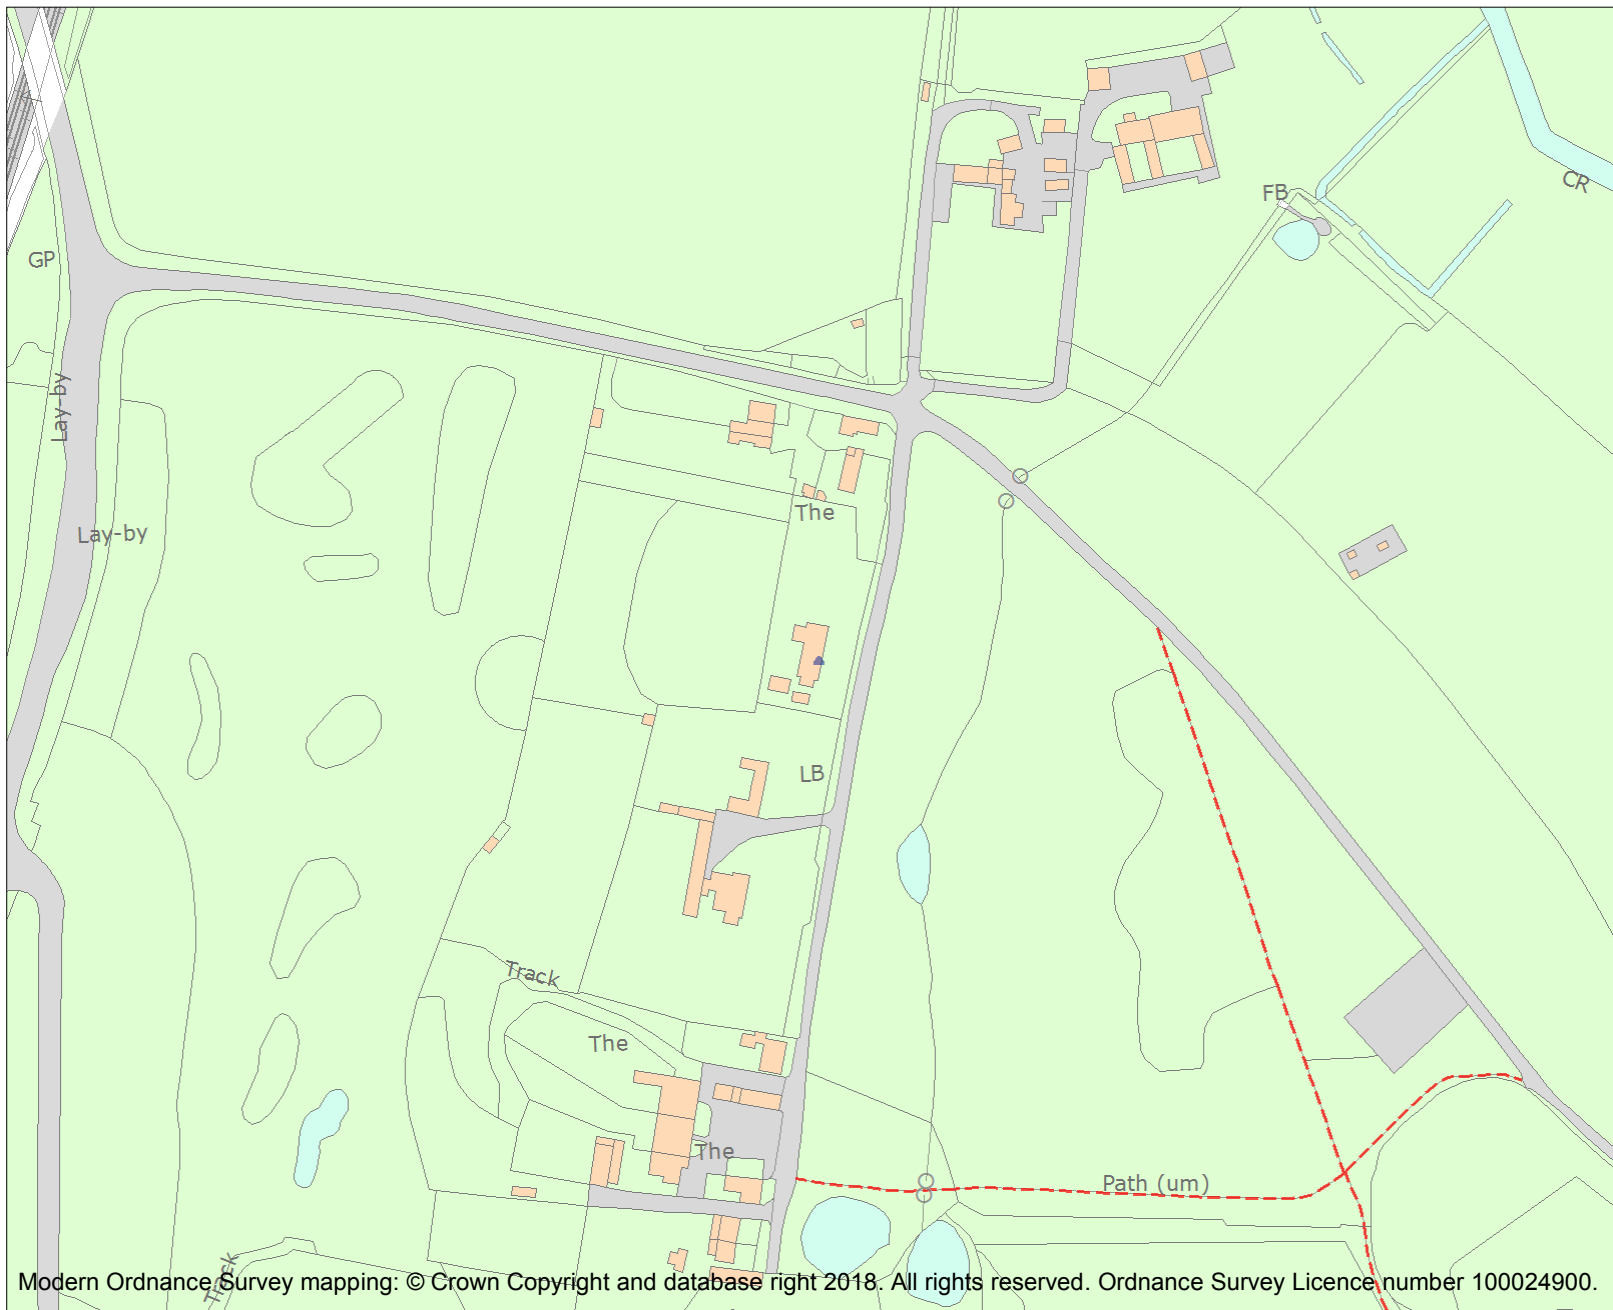 FB
CR
GP
Lay-by
Lay-by
The
LB
Track
The
The
Path (um)
Track
Modern Ordnance Survey mapping: © Crown Copyright and database right 2018. All rights reserved. Ordnance Survey Licence number 100024900.